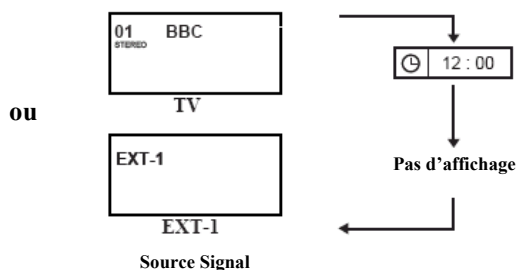 01 BBC
STEREO
TV
ou
EXT-1
EXT-1
Source Signal
12 : 00
Pas d’affichage